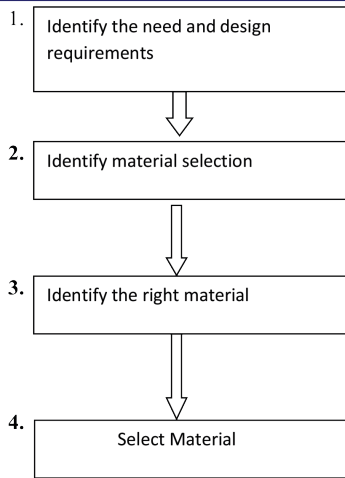 1. Identify the need and design
requirements
2. Identify material selection
3. Identify the right material
4. Select Material